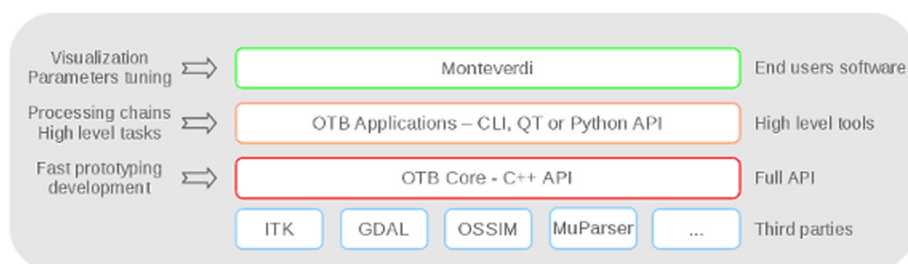 Visualization
Parameters tuning
Monteverdi
End users software
Processing chains
High level tasks
OTB Applications – CLI, QT or Python API
High level tools
Fast prototyping
development
OTB Core - C++ API
Full API
ITK
GDAL
OSSIM
MuParser
...
Third parties